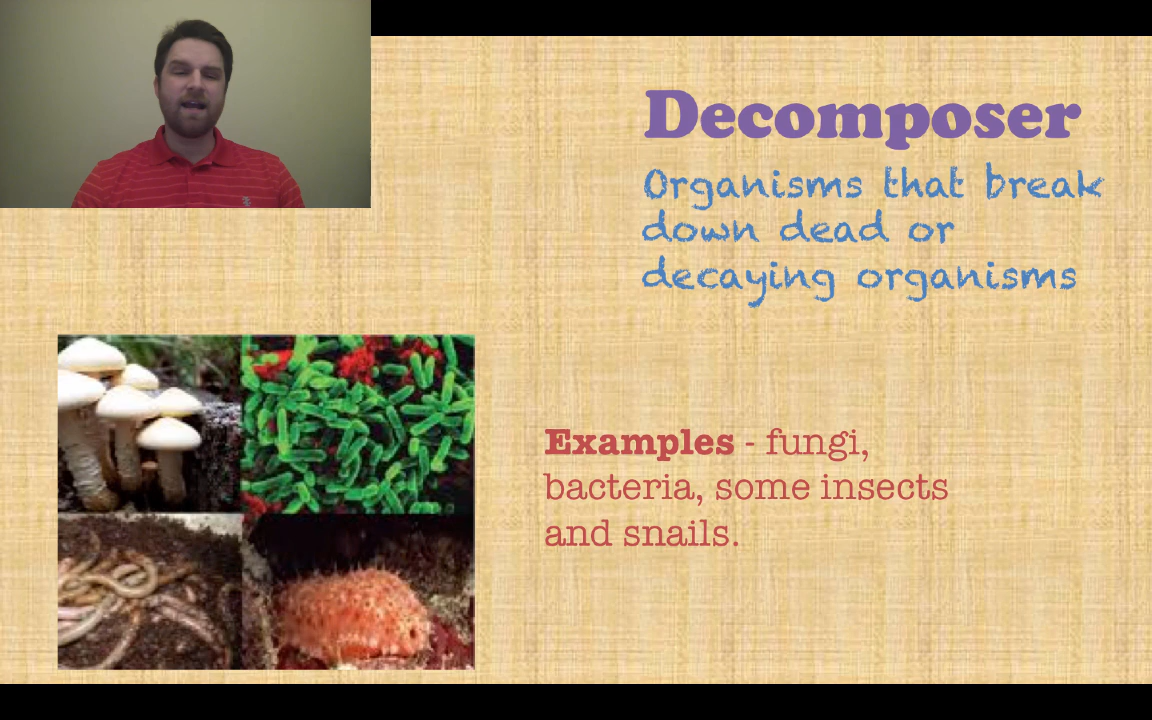 Decomposer
Organisms that break
down dead or
decaying organisms
Examples - fungi,
bacteria, some insects
and snails.